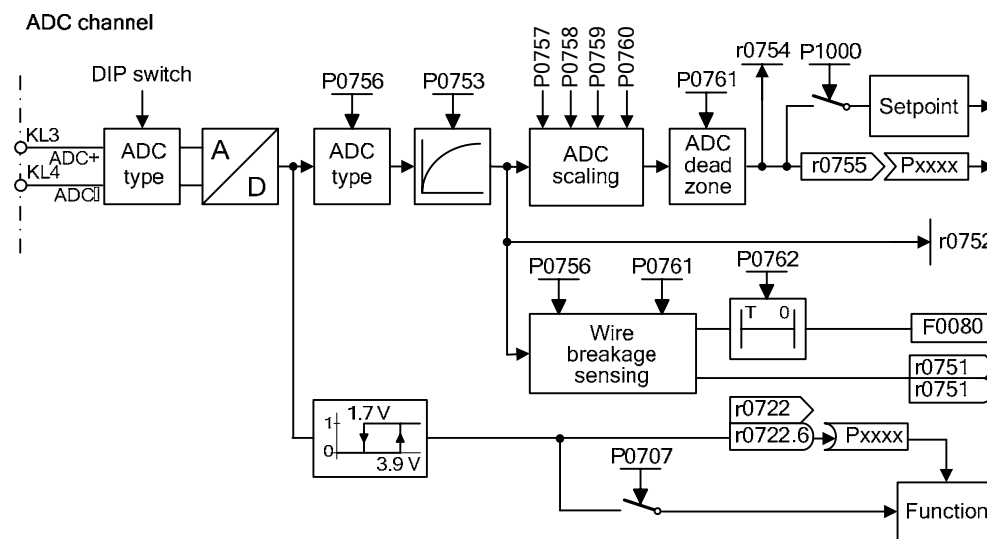 ADC channel
DIP switch
KL3
ADC+
KL4
ADC
ADC
type
A
D
P0756
ADC
type
P0753
P0757
P0758
P0759
P0760
ADC
scaling
P0761
ADC
dead
zone
r0754
P1000
Setpoint
r0755
Pxxxx
r0752
P0756
P0761
P0762
Wire
breakage
sensing
T 0
F0080
r0751
r0751
1.7 V
1
0
3.9 V
r0722
r0722.6
Pxxxx
P0707
Function